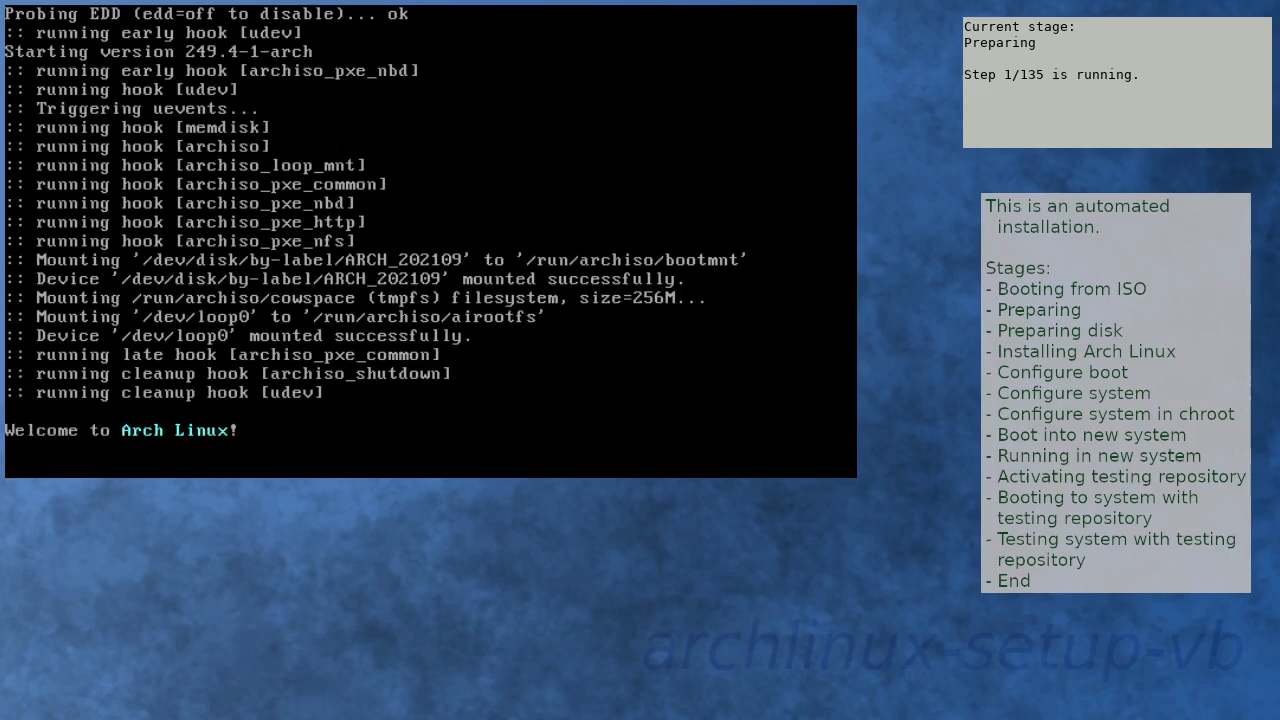 Probing EDD (edd=off to disable)... ok
:: running early hook [udev]
Starting version 249.4-1-arch
:: running early hook [archiso_pxe_nbd]
:: running hook [udev]
:: Triggering uevents...
:: running hook [memdisk]
:: running hook [archiso]
:: running hook [archiso_loop_mnt]
:: running hook [archiso_pxe_common]
:: running hook [archiso_pxe_nbd]
:: running hook [archiso_pxe_http]
:: running hook [archiso_pxe_nfs]
:: Mounting '/dev/disk/by-label/ARCH_202109' to '/run/archiso/bootmnt'
:: Device '/dev/disk/by-label/ARCH_202109' mounted successfully.
:: Mounting /run/archiso/cowspace (tmpfs) filesystem, size=256M...
:: Mounting '/dev/loop0' to '/run/archiso/airootfs'
:: Device '/dev/loop0' mounted successfully.
:: running late hook [archiso_pxe_common]
:: running cleanup hook [archiso_shutdown]
:: running cleanup hook [udev]
Welcome to Arch Linux!
Current stage:
Preparing
Step 1/135 is running.
This is an automated
installation.
Stages:
- Booting from ISO
- Preparing
- Preparing disk
- Installing Arch Linux
- Configure boot
- Configure system
- Configure system in chroot
- Boot into new system
- Running in new system
- Activating testing repository
- Booting to system with
testing repository
- Testing system with testing
repository
- End
archlinux-setup-vb